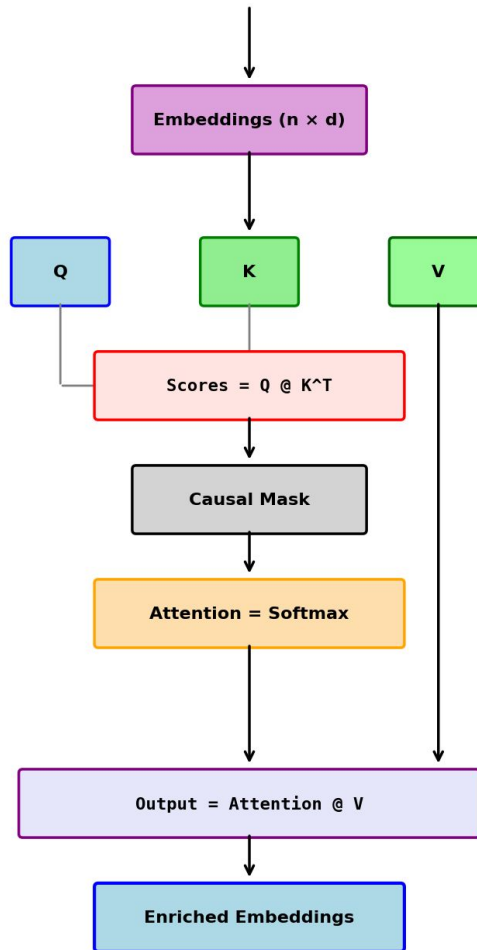 Embeddings (n × d)
Q
K
V
Scores = Q @ K^T
Causal Mask
Attention = Softmax
Output = Attention @ V
Enriched Embeddings